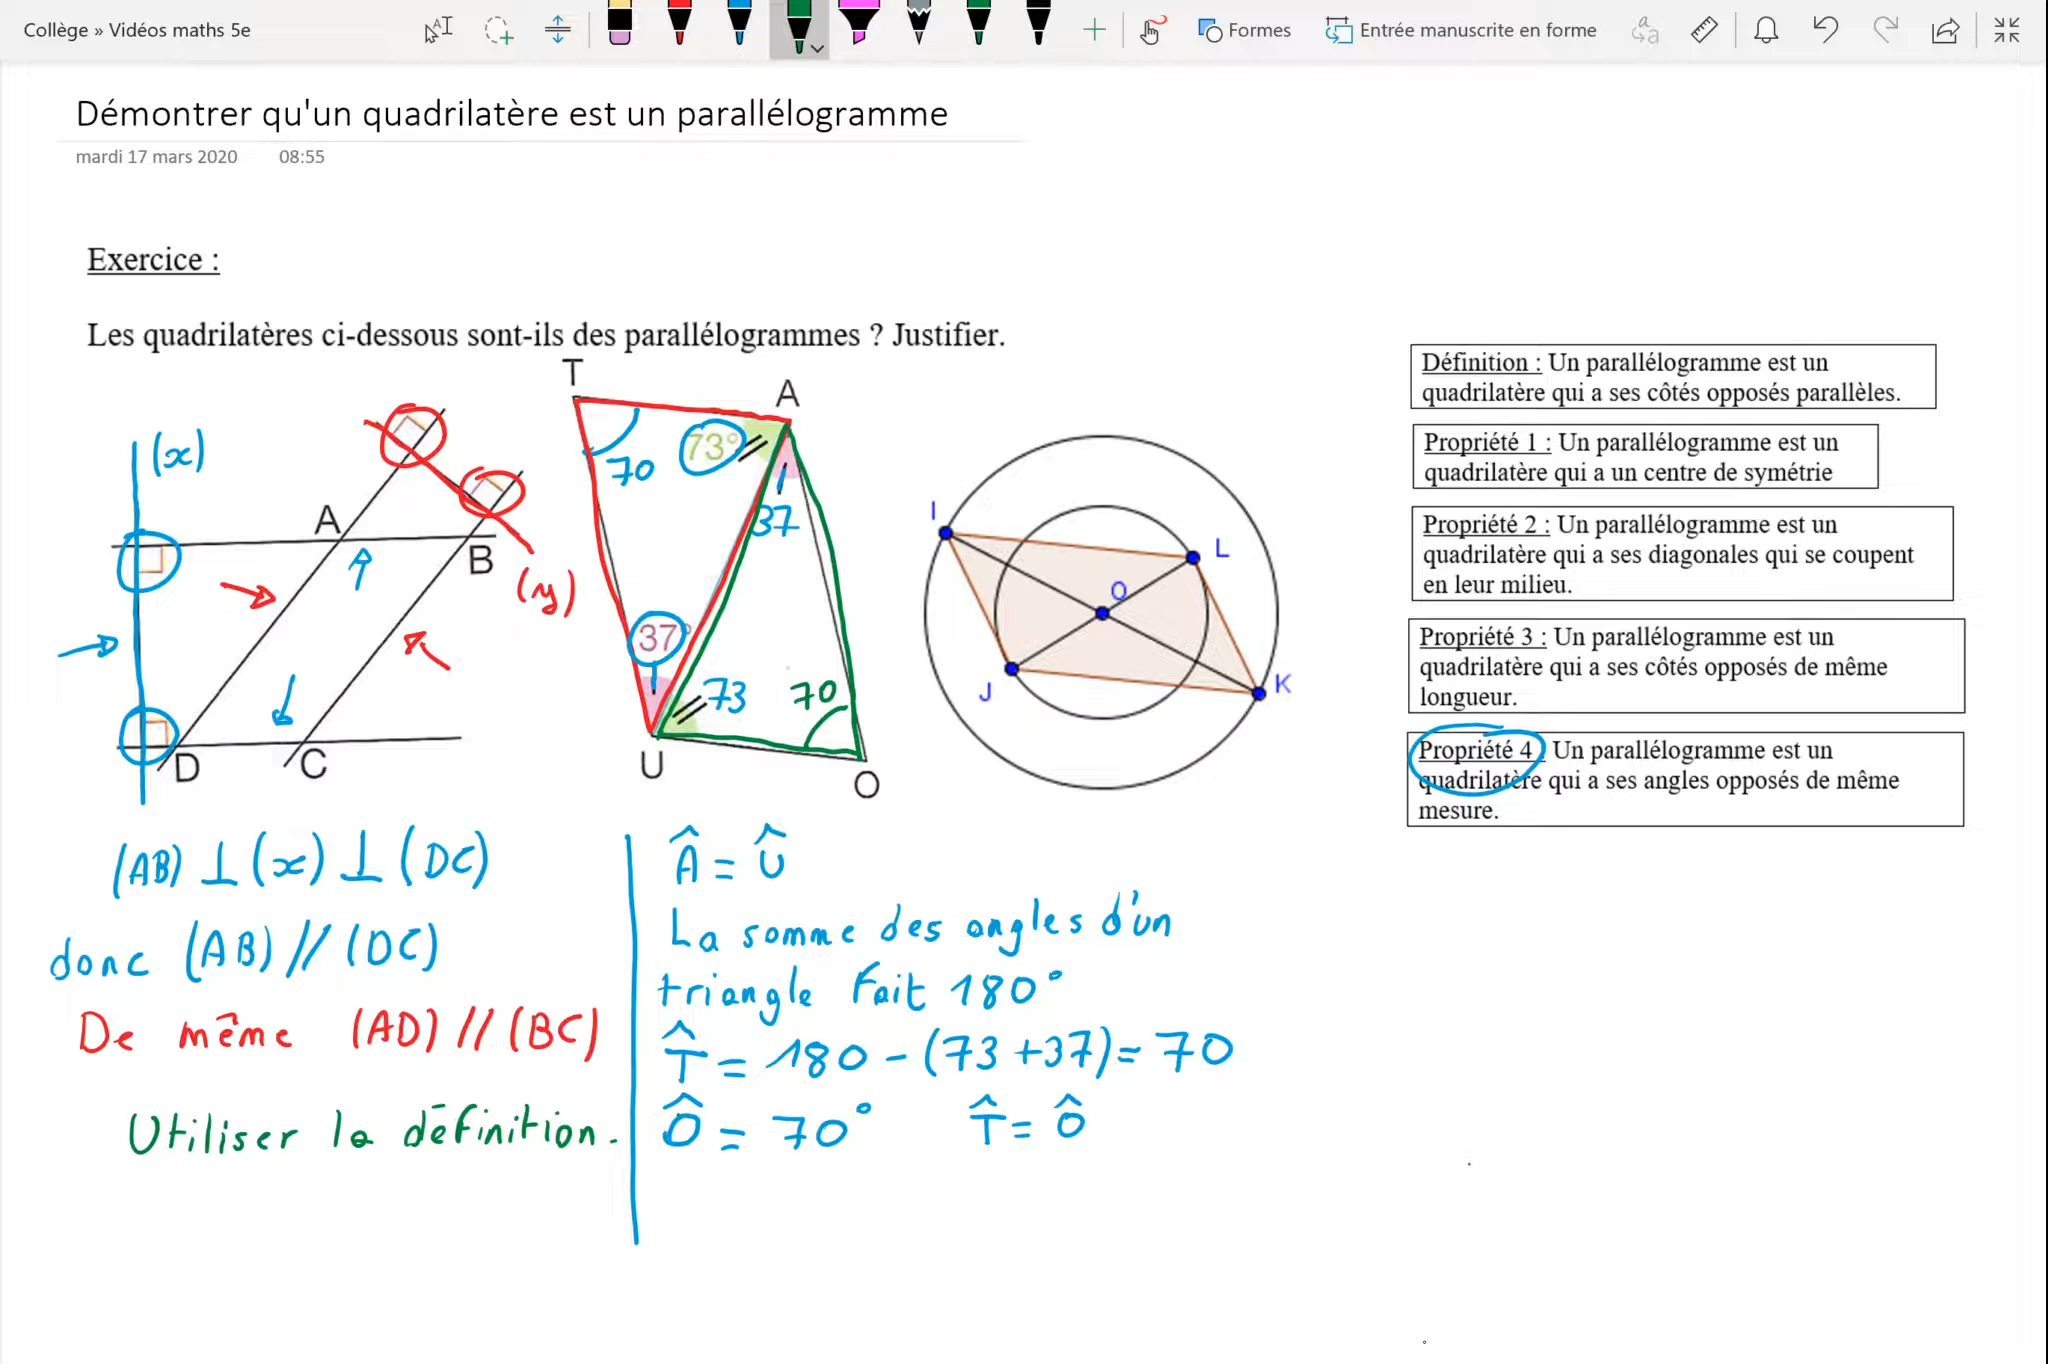 Collège » Vidéos maths 5e
Formes
Entrée manuscrite en forme
Démontrer qu'un quadrilatère est un parallélogramme
mardi 17 mars 2020 08:55
Exercice :
Les quadrilatères ci-dessous sont-ils des parallélogrammes ? Justifier.
(x)
A
B
(y)
D
C
T
A
70
73°
37
37°
73
70
U
O
I
L
O
J
K
Définition : Un parallélogramme est un
quadrilatère qui a ses côtés opposés parallèles.
Propriété 1 : Un parallélogramme est un
quadrilatère qui a un centre de symétrie
Propriété 2 : Un parallélogramme est un
quadrilatère qui a ses diagonales qui se coupent
en leur milieu.
Propriété 3 : Un parallélogramme est un
quadrilatère qui a ses côtés opposés de même
longueur.
Propriété 4 : Un parallélogramme est un
quadrilatère qui a ses angles opposés de même
mesure.
(AB) ⊥ (x) ⊥ (DC)
donc (AB) // (DC)
De même (AD) // (BC)
Utiliser la définition.
Â = Û
La somme des angles d'un
triangle fait 180°
T̂ = 180 - (73 + 37) = 70
Ô = 70° T̂ = Ô